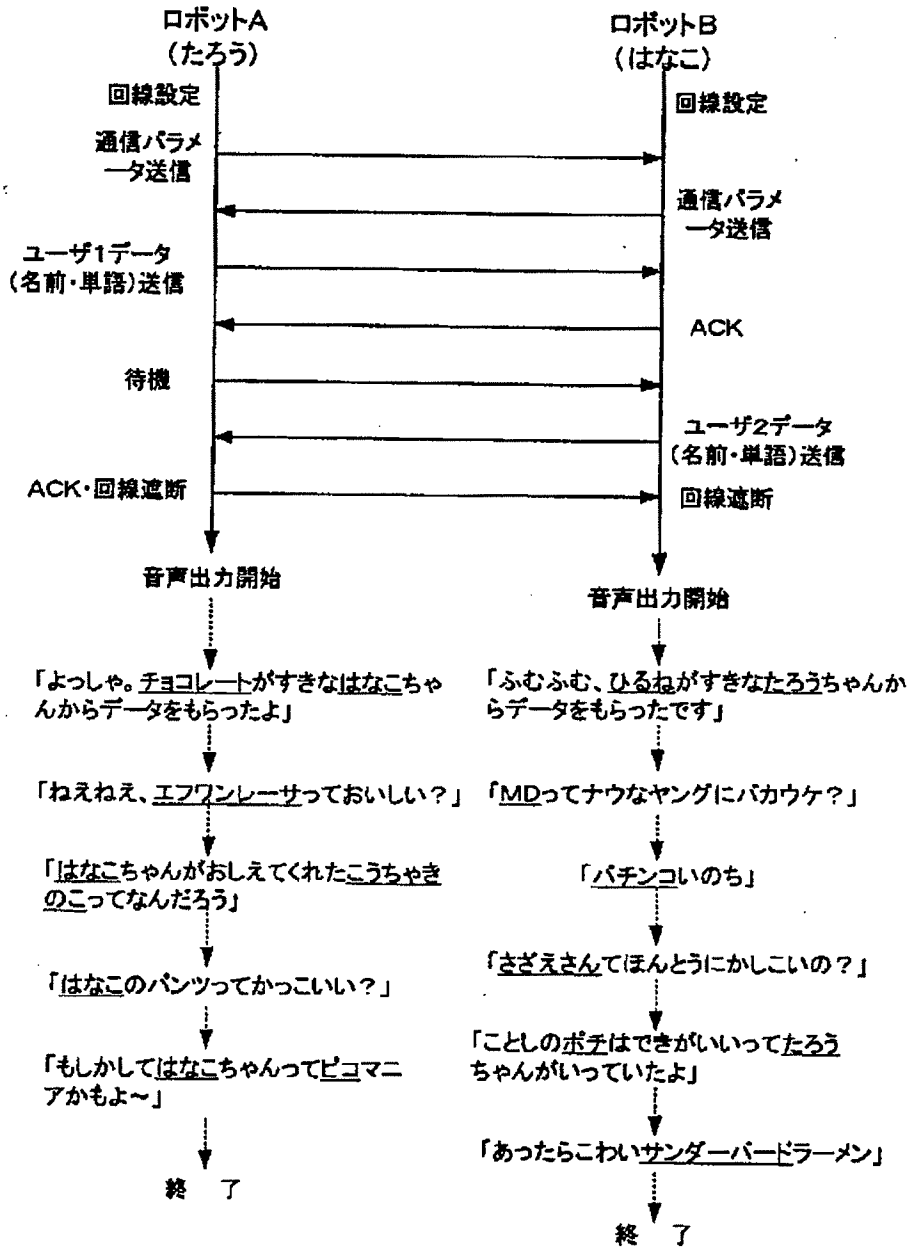 ロボットA
(たろう)
ロボットB
(はなこ)
回線設定
回線設定
通信パラメ
ータ送信
通信パラメ
ータ送信
ユーザ1データ
(名前・単語)送信
ACK
待機
ユーザ2データ
(名前・単語)送信
ACK・回線遮断
回線遮断
音声出力開始
音声出力開始
「よっしゃ。チョコレートがすきなはなこちゃ
んからデータをもらったよ」
「ふむふむ、ひるねがすきなたろうちゃんか
らデータをもらったです」
「ねえねえ、エフワンレーサっておいしい?」
「MDってナウなヤングにバカウケ?」
「はなこちゃんがおしえてくれたこうちゃき
のこってなんだろう」
「パチンコいのち」
「はなこのパンツってかっこいい?」
「さざえさんてほんとうにかしこいの?」
「もしかしてはなこちゃんってピコマニ
アかもよ~」
「ことしのポチはできがいいってたろう
ちゃんがいっていたよ」
「あったらこわいサンダーバードラーメン」
終 了
終 了